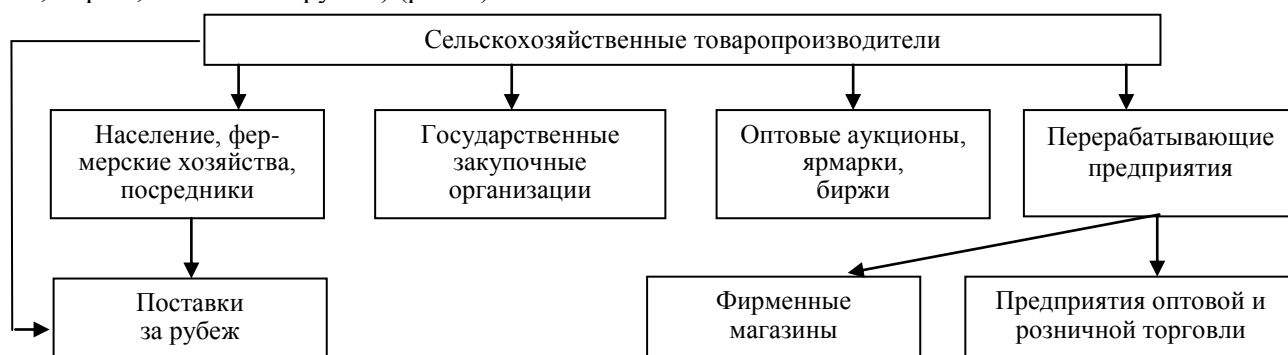 Сельскохозяйственные товаропроизводители
Население, фер-
мерские хозяйства,
посредники
Государственные
закупочные
организации
Оптовые аукционы,
ярмарки,
биржи
Перерабатывающие
предприятия
Поставки
за рубеж
Фирменные
магазины
Предприятия оптовой и
розничной торговли